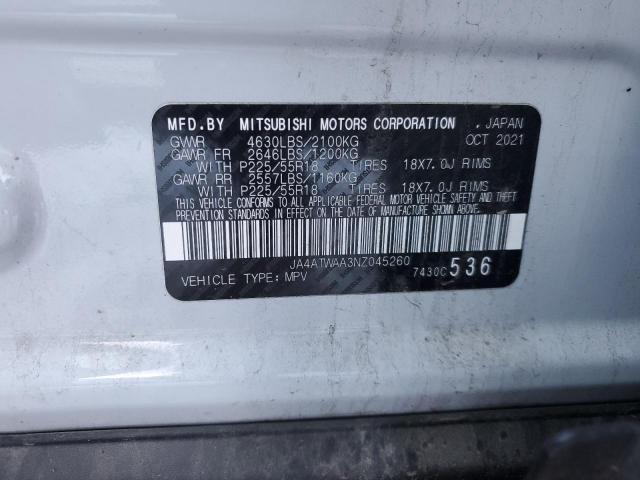 MFD.BY MITSUBISHI MOTORS CORPORATION , JAPAN
GVWR 4630LBS/2100KG OCT 2021
GAWR FR 2646LBS/1200KG
WITH P225/55R18 TIRES 18X7.0J RIMS
GAWR RR 2557LBS/1160KG
WITH P225/55R18 TIRES 18X7.0J RIMS
THIS VEHICLE CONFORMS TO ALL APPLICABLE FEDERAL MOTOR VEHICLE SAFETY AND THEFT
PREVENTION STANDARDS IN EFFECT ON THE DATE OF MANUFACTURE SHOWN ABOVE.
JA4ATWAA3NZ045260
VEHICLE TYPE: MPV 7430C 536